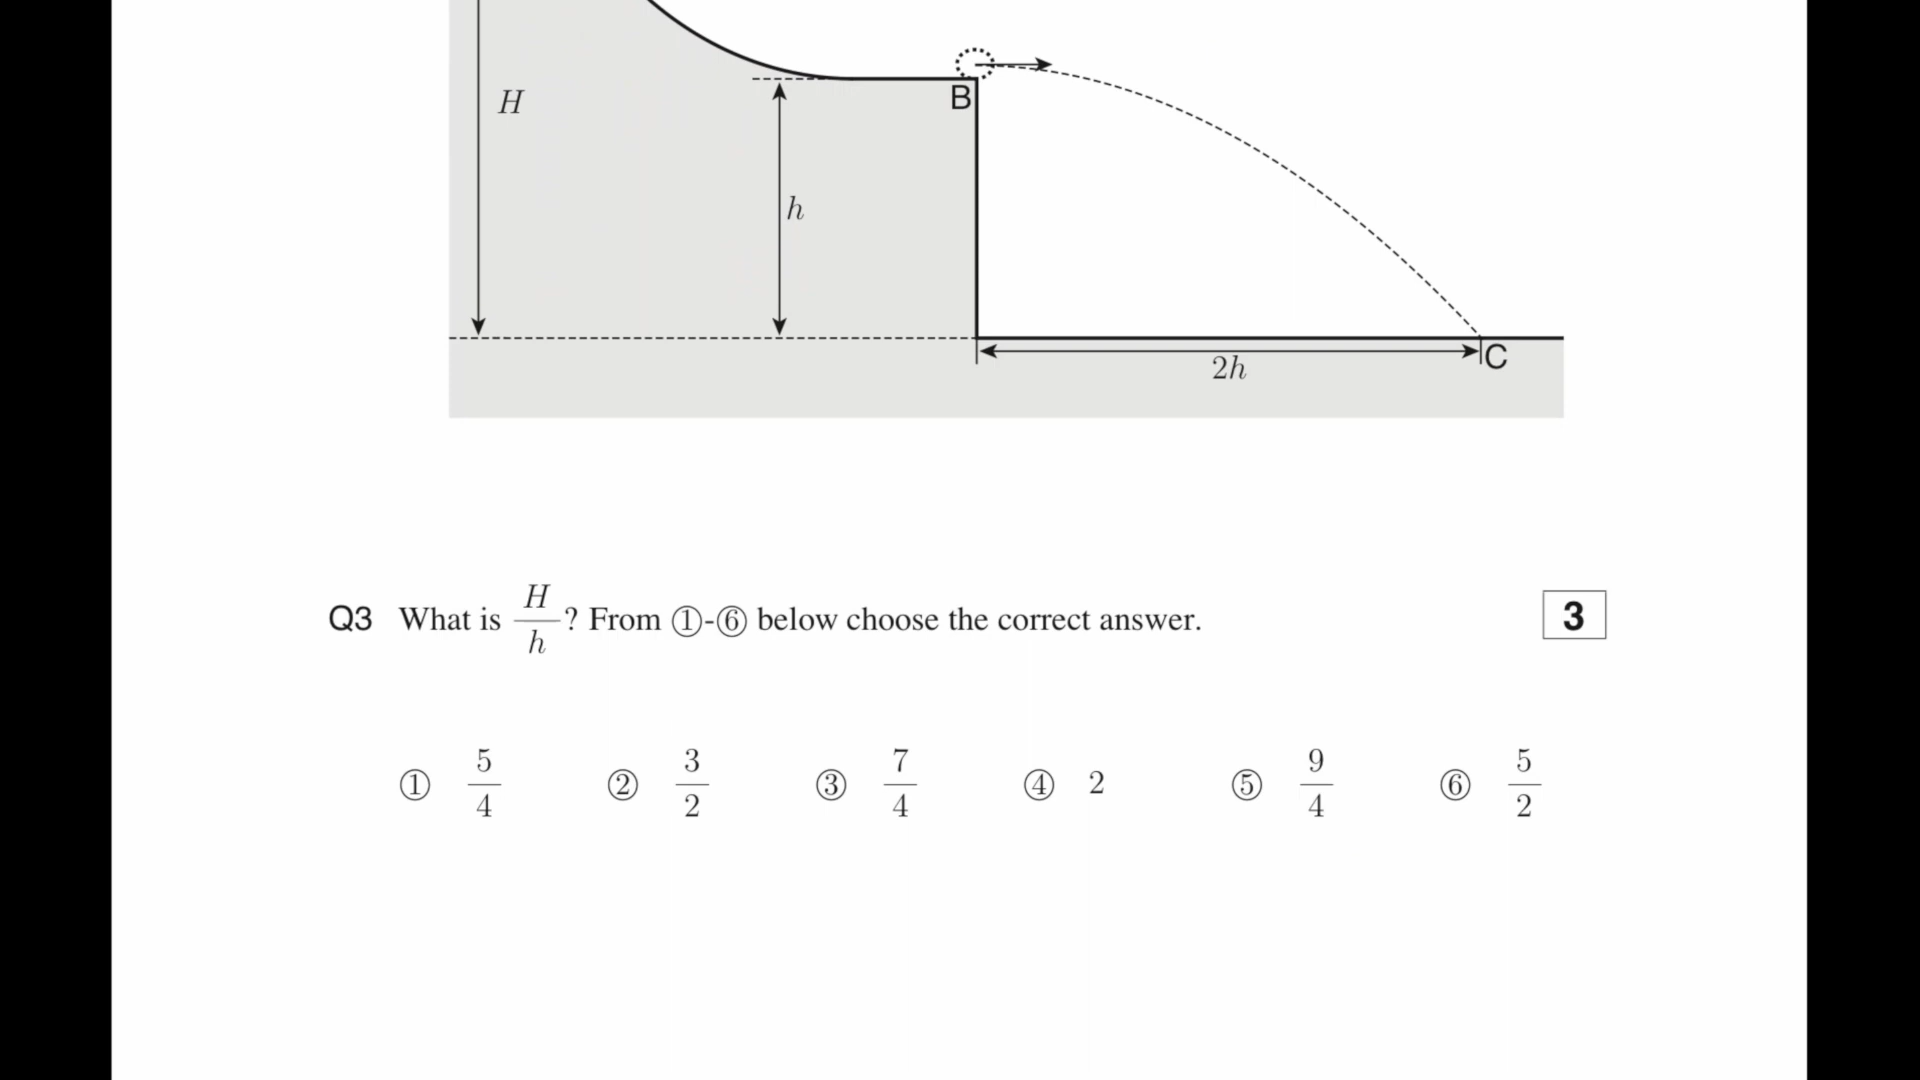 H
B
h
2h
C
Q3 What is H/h? From ①-⑥ below choose the correct answer.
3
① 5/4 ② 3/2 ③ 7/4 ④ 2 ⑤ 9/4 ⑥ 5/2